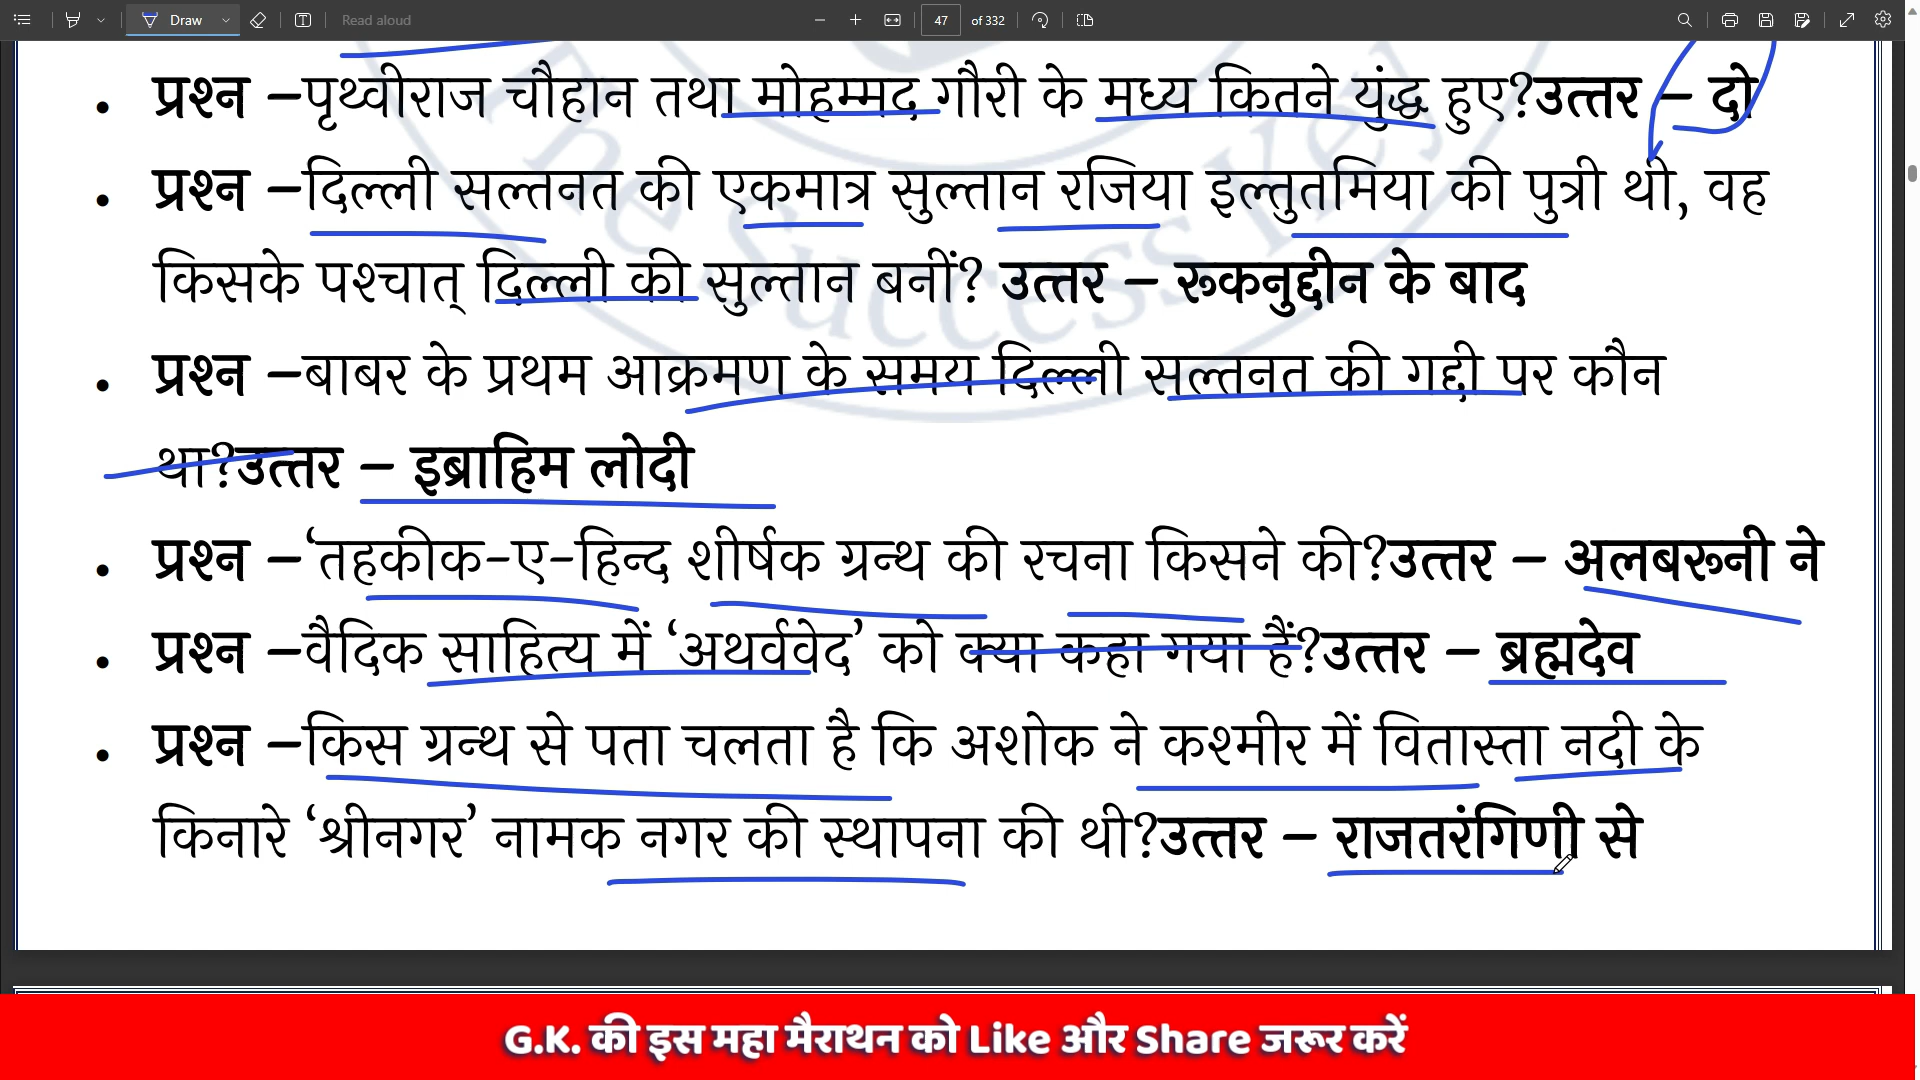 Draw
Read aloud
47 of 332
The Success Key
• प्रश्न –पृथ्वीराज चौहान तथा मोहम्मद गौरी के मध्य कितने युंद्ध हुए?उत्तर – दो
• प्रश्न –दिल्ली सल्तनत की एकमात्र सुल्तान रजिया इल्तुतमिया की पुत्री थी, वह
किसके पश्चात् दिल्ली की सुल्तान बनीं? उत्तर – रूकनुद्दीन के बाद
• प्रश्न –बाबर के प्रथम आक्रमण के समय दिल्ली सल्तनत की गद्दी पर कौन
था?उत्तर – इब्राहिम लोदी
• प्रश्न –‘तहकीक-ए-हिन्द शीर्षक ग्रन्थ की रचना किसने की?उत्तर – अलबरूनी ने
• प्रश्न –वैदिक साहित्य में ‘अथर्ववेद’ को क्या कहा गया हैं?उत्तर – ब्रह्मदेव
• प्रश्न –किस ग्रन्थ से पता चलता है कि अशोक ने कश्मीर में वितास्ता नदी के
किनारे ‘श्रीनगर’ नामक नगर की स्थापना की थी?उत्तर – राजतरंगिणी से
G.K. की इस महा मैराथन को Like और Share जरूर करें